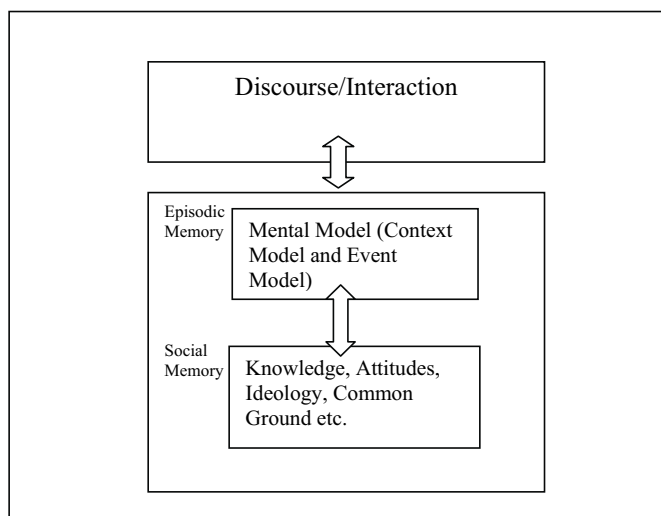 Discourse/Interaction
Episodic
Memory
Mental Model (Context
Model and Event
Model)
Social
Memory
Knowledge, Attitudes,
Ideology, Common
Ground etc.